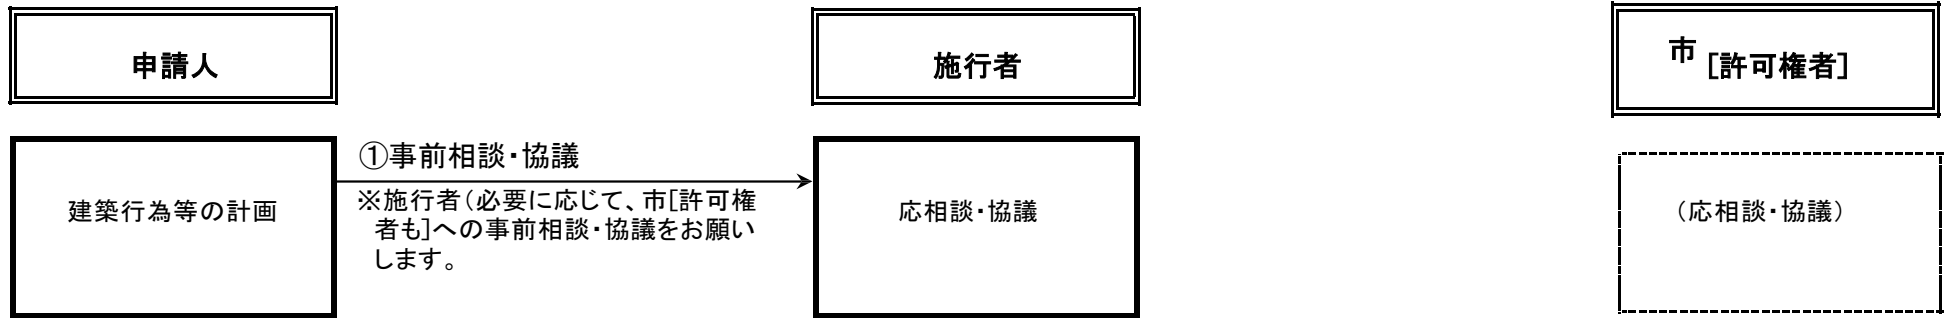 申請人
施行者
市[許可権者]
①事前相談・協議
建築行為等の計画
※施行者（必要に応じて、市[許可権
者も]への事前相談・協議をお願い
します。
応相談・協議
（応相談・協議）